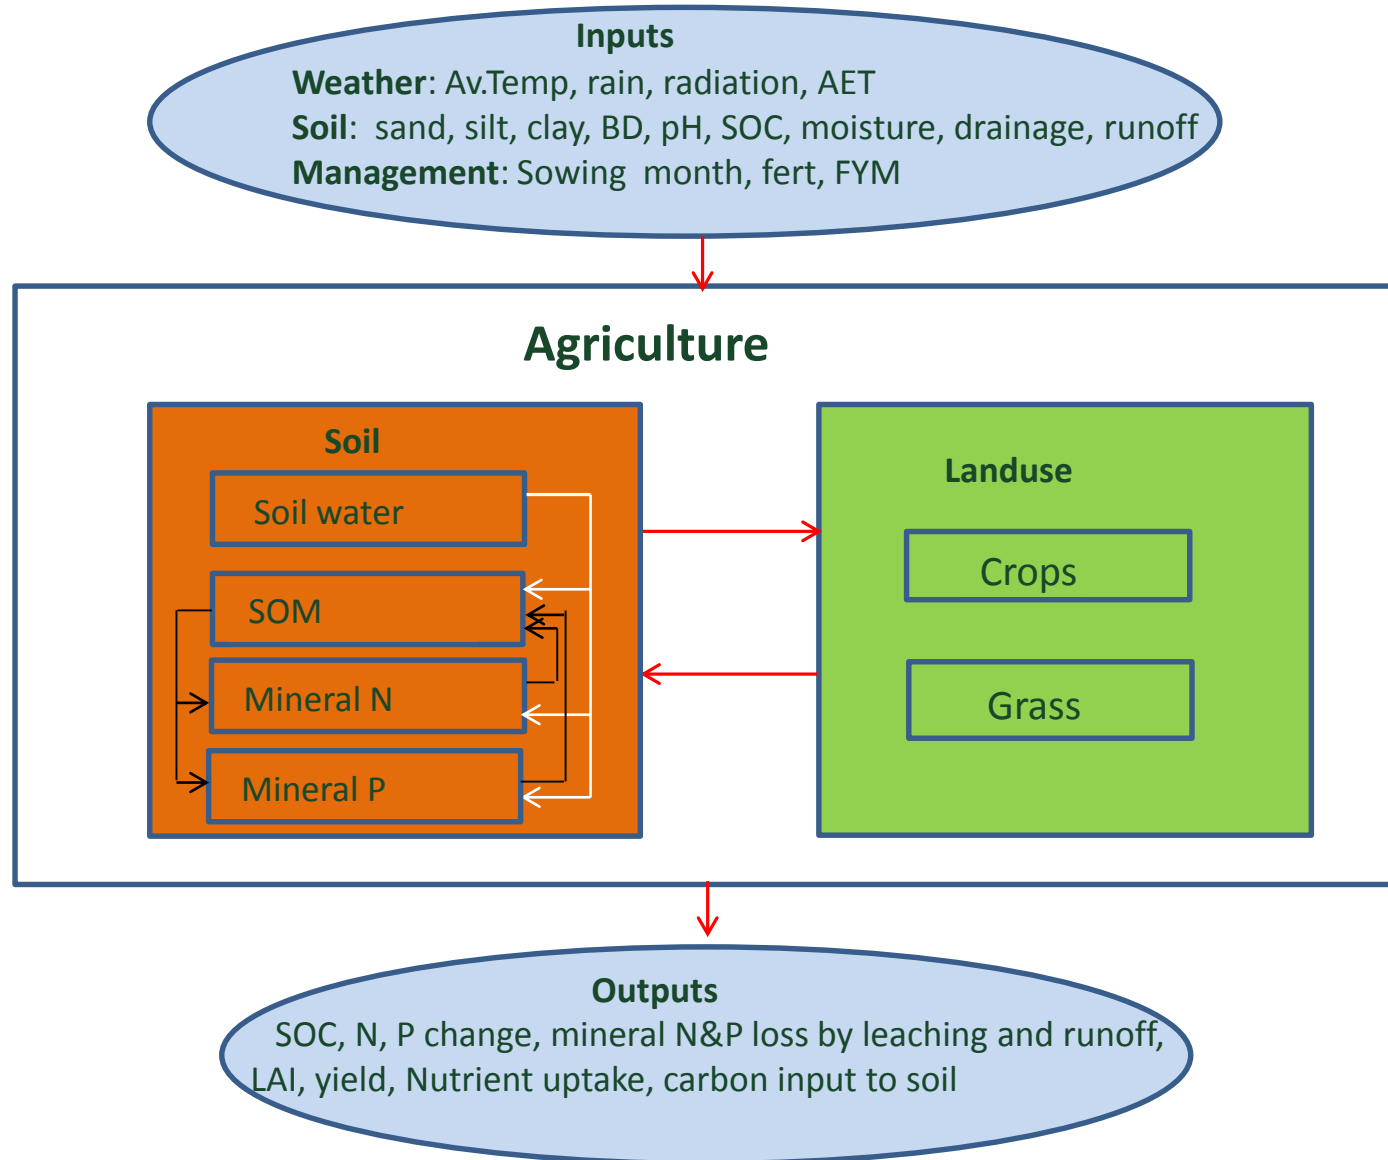 Inputs
Weather: Av.Temp, rain, radiation, AET
Soil: sand, silt, clay, BD, pH, SOC, moisture, drainage, runoff
Management: Sowing month, fert, FYM
Agriculture
Soil
Soil water
SOM
Mineral N
Mineral P
Landuse
Crops
Grass
Outputs
SOC, N, P change, mineral N&P loss by leaching and runoff,
LAI, yield, Nutrient uptake, carbon input to soil